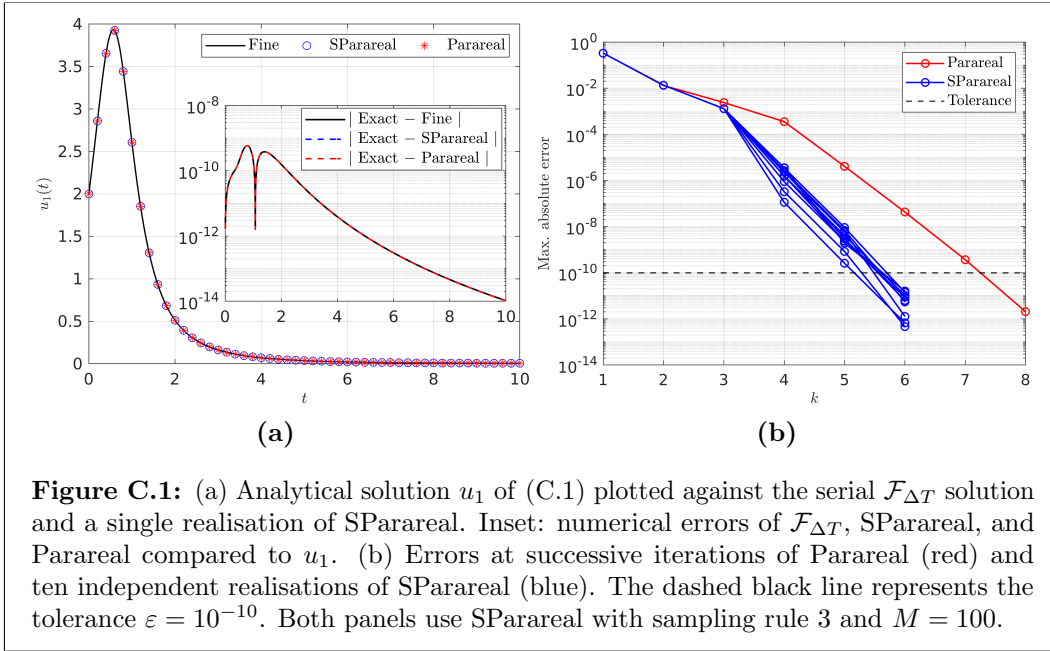 Fine SParareal Parareal
4
3.5
3
2.5
2
1.5
1
0.5
0
u₁(t)
0 2 4 6 8 10
t
10⁻⁸
10⁻¹⁰
10⁻¹²
10⁻¹⁴
0 2 4 6 8 10
| Exact − Fine |
| Exact − SParareal |
| Exact − Parareal |
(a)
10⁰
10⁻²
10⁻⁴
10⁻⁶
10⁻⁸
10⁻¹⁰
10⁻¹²
10⁻¹⁴
Max. absolute error
1 2 3 4 5 6 7 8
k
Parareal
SParareal
Tolerance
(b)
Figure C.1: (a) Analytical solution u₁ of (C.1) plotted against the serial ℱ_ΔT solution
and a single realisation of SParareal. Inset: numerical errors of ℱ_ΔT, SParareal, and
Parareal compared to u₁. (b) Errors at successive iterations of Parareal (red) and
ten independent realisations of SParareal (blue). The dashed black line represents the
tolerance ε = 10⁻¹⁰. Both panels use SParareal with sampling rule 3 and M = 100.